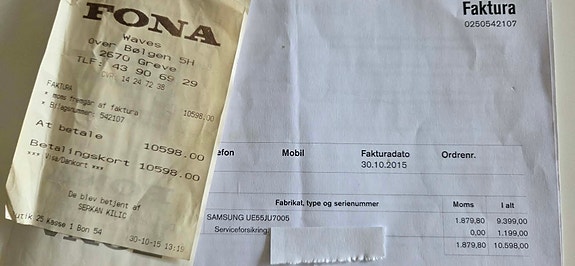 FONA
Waves
Over Bølgen 5H
2670 Greve
TLF: 43 90 69 29
CVR: 14 24 72 38
FAKTURA
* moms fremgår af faktura 10598.00
* Bilagsnummer: 542107
At betale 10598.00
Betalingskort 10598.00
*** Visa/Dankort ***
De blev betjent af
SERKAN KILIC
utik 25 Kasse 1 Bon 54 30-10-15 13:18
Faktura
0250542107
efon Mobil Fakturadato Ordrenr.
30.10.2015
Fabrikat, type og serienummer Moms I alt
SAMSUNG UE55JU7005 1.879,80 9.399,00
Serviceforsikring 0,00 1.199,00
1.879,80 10.598,00